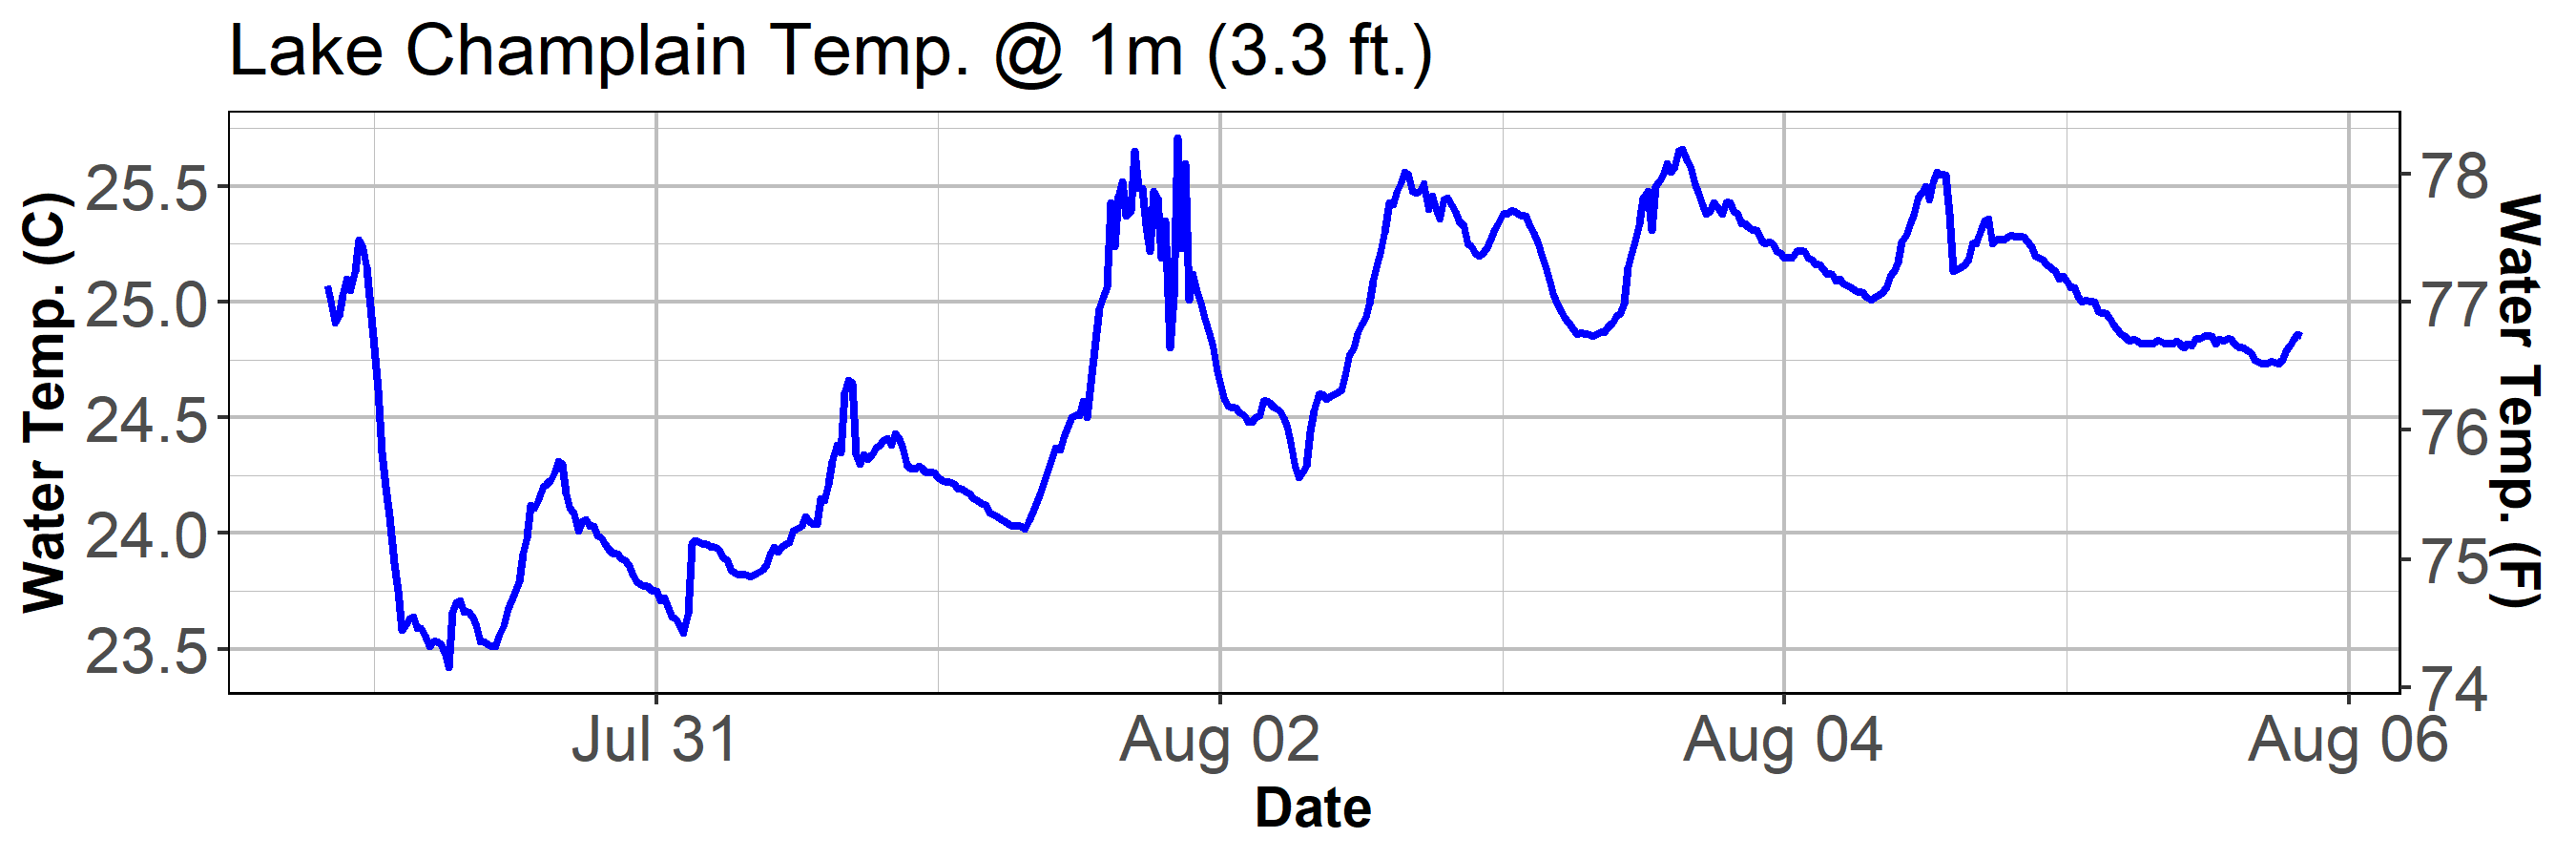 Lake Champlain Temp. @ 1m (3.3 ft.)
Water Temp. (C)
25.5
25.0
24.5
24.0
23.5
78
77
76
75
74
Water Temp. (F)
Jul 31
Aug 02
Aug 04
Aug 06
Date